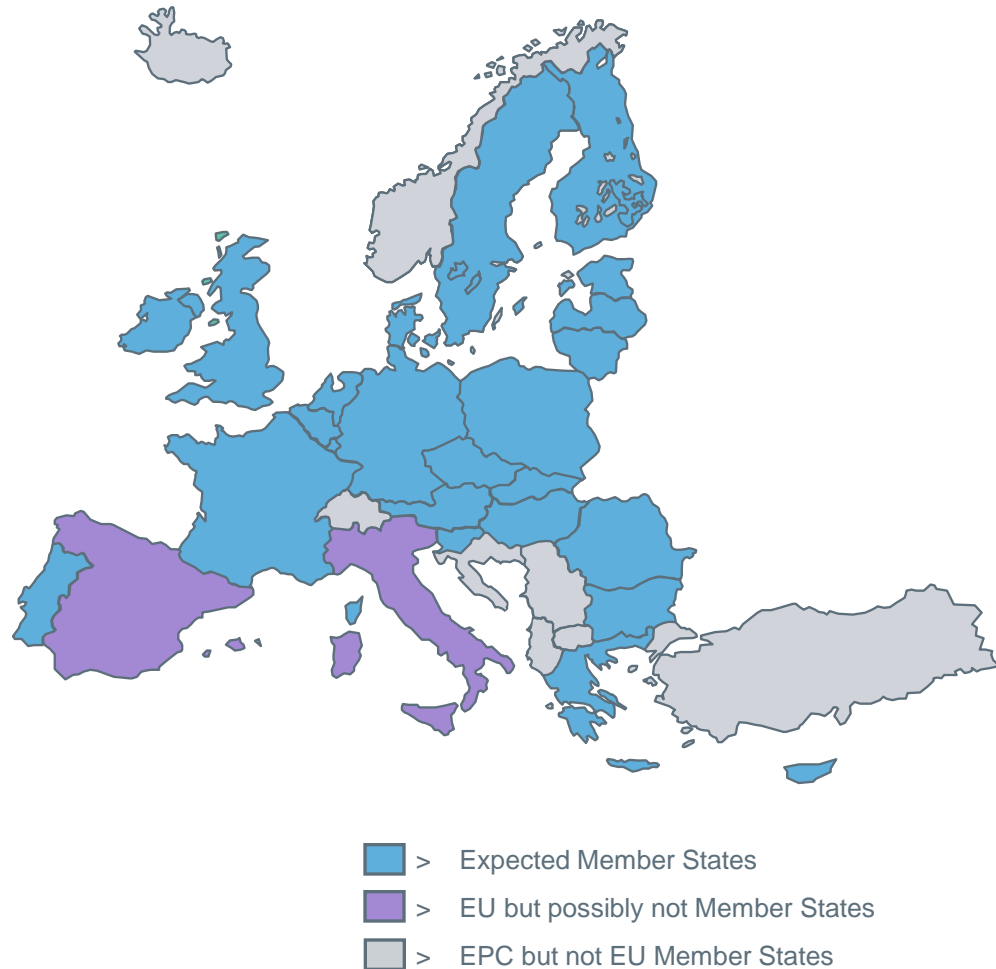 > Expected Member States
> EU but possibly not Member States
> EPC but not EU Member States